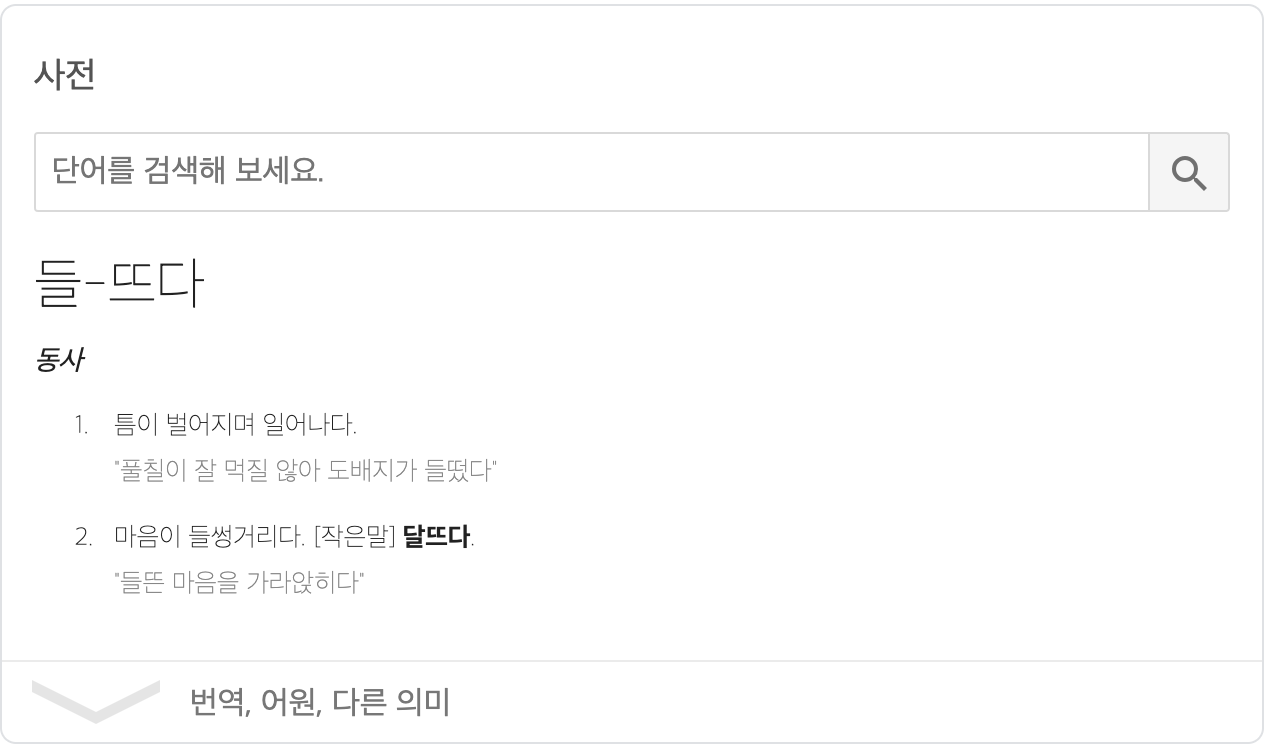 사전
단어를 검색해 보세요.
들-뜨다
동사
1. 틈이 벌어지며 일어나다.
"풀칠이 잘 먹질 않아 도배지가 들떴다"
2. 마음이 들썽거리다. [작은말] 달뜨다.
"들뜬 마음을 가라앉히다"
번역, 어원, 다른 의미